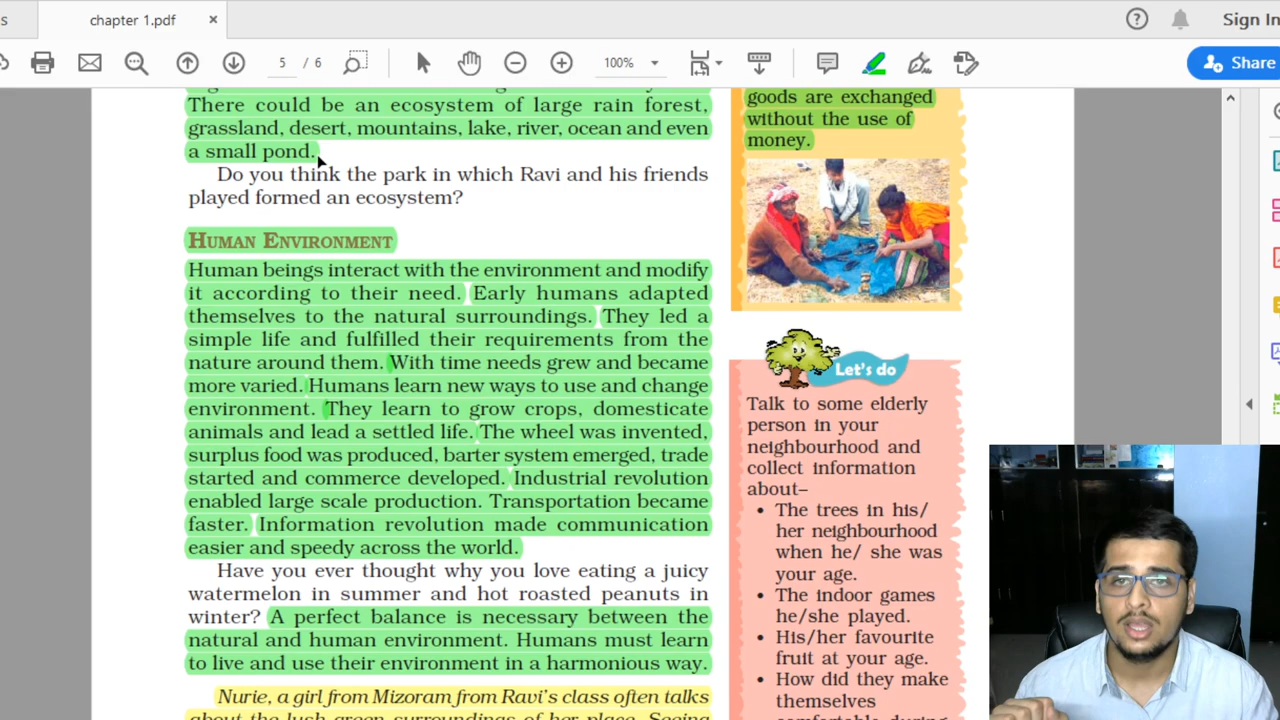 s
chapter 1.pdf
×
?
Sign In
5 / 6
100%
Share
There could be an ecosystem of large rain forest,
grassland, desert, mountains, lake, river, ocean and even
a small pond.
Do you think the park in which Ravi and his friends
played formed an ecosystem?
HUMAN ENVIRONMENT
Human beings interact with the environment and modify
it according to their need. Early humans adapted
themselves to the natural surroundings. They led a
simple life and fulfilled their requirements from the
nature around them. With time needs grew and became
more varied. Humans learn new ways to use and change
environment. They learn to grow crops, domesticate
animals and lead a settled life. The wheel was invented,
surplus food was produced, barter system emerged, trade
started and commerce developed. Industrial revolution
enabled large scale production. Transportation became
faster. Information revolution made communication
easier and speedy across the world.
Have you ever thought why you love eating a juicy
watermelon in summer and hot roasted peanuts in
winter? A perfect balance is necessary between the
natural and human environment. Humans must learn
to live and use their environment in a harmonious way.
Nurie, a girl from Mizoram from Ravi's class often talks
about the lush green surroundings of her place. Seeing
goods are exchanged
without the use of
money.
Let's do
Talk to some elderly
person in your
neighbourhood and
collect information
about–
• The trees in his/
her neighbourhood
when he/ she was
your age.
• The indoor games
he/she played.
• His/her favourite
fruit at your age.
• How did they make
themselves
comfortable during